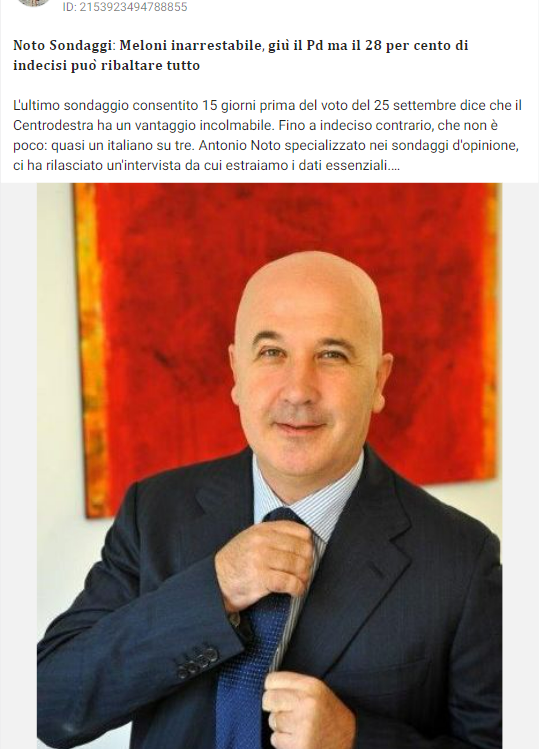 ID: 2153923494788855
Noto Sondaggi: Meloni inarrestabile, giù il Pd ma il 28 per cento di
indecisi può ribaltare tutto
L'ultimo sondaggio consentito 15 giorni prima del voto del 25 settembre dice che il
Centrodestra ha un vantaggio incolmabile. Fino a indeciso contrario, che non è
poco: quasi un italiano su tre. Antonio Noto specializzato nei sondaggi d'opinione,
ci ha rilasciato un'intervista da cui estraiamo i dati essenziali....